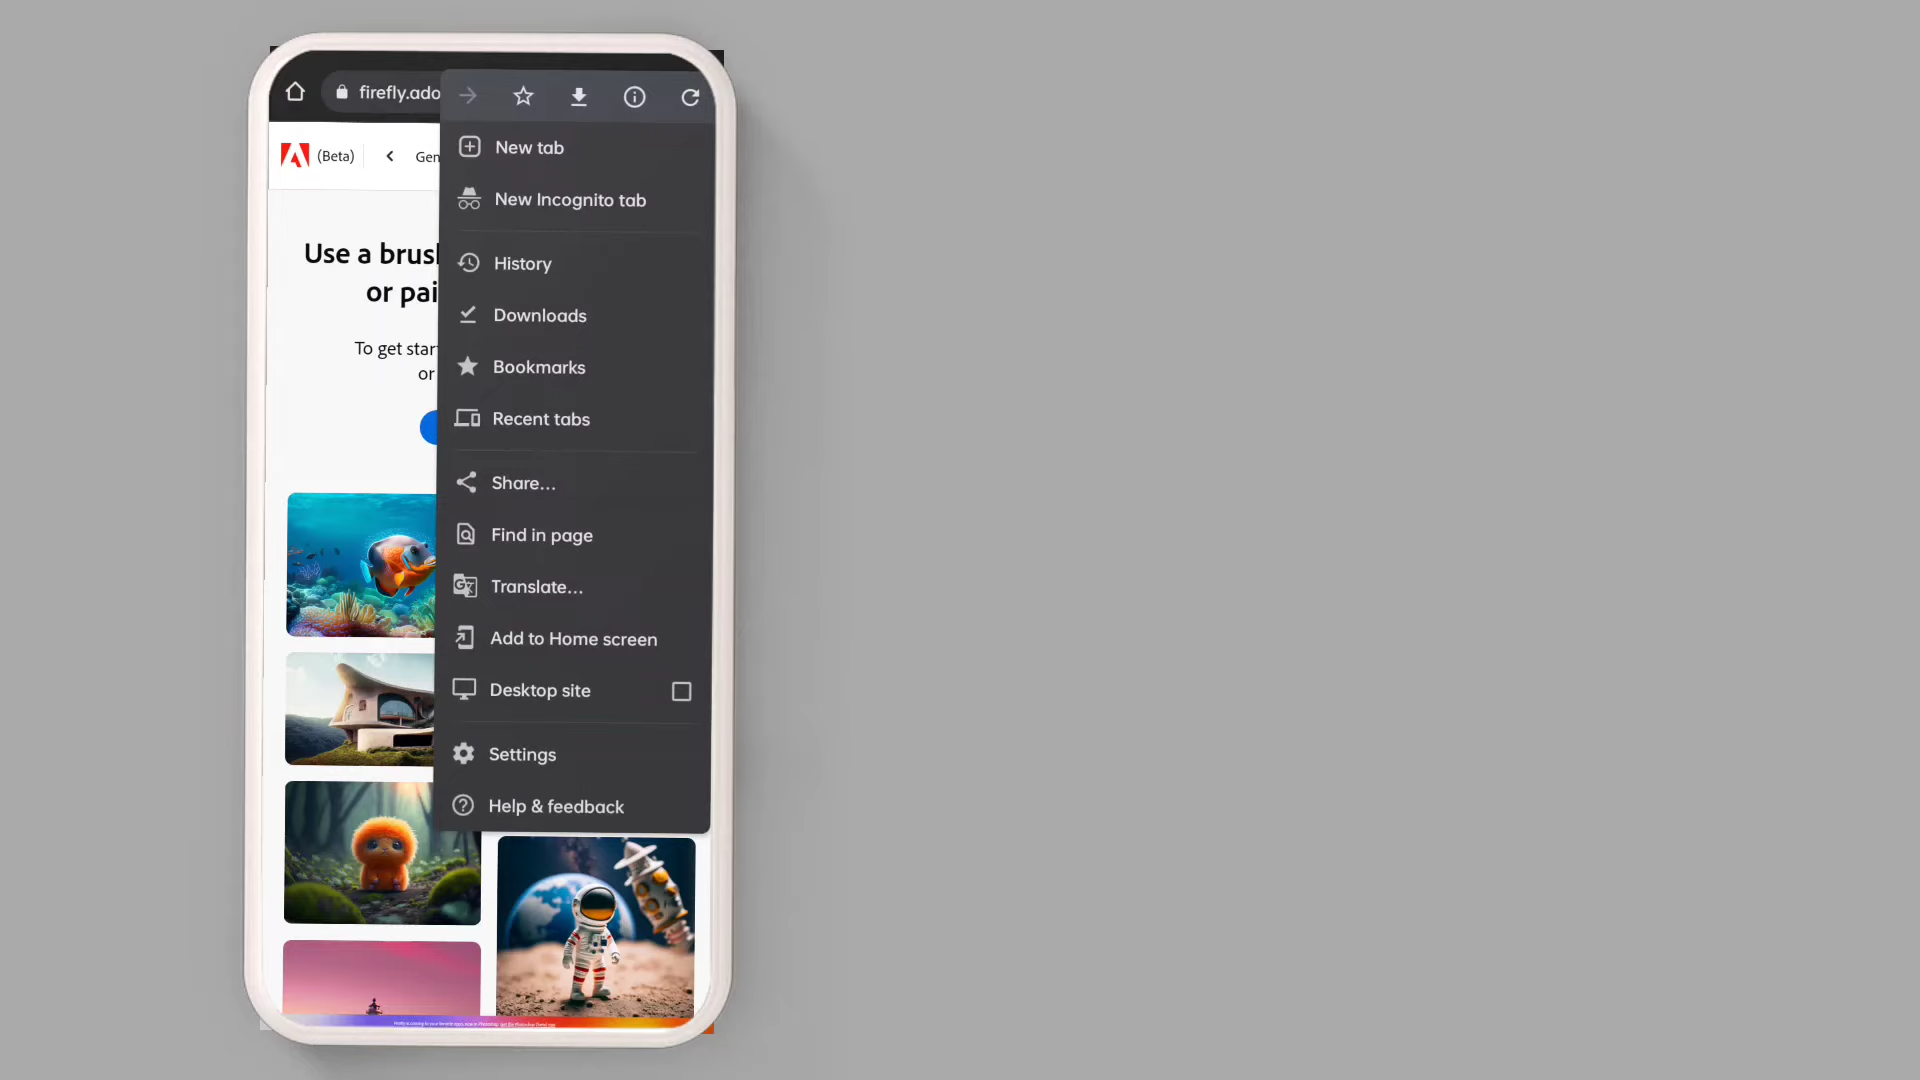 firefly.ado
(Beta)
Gen
Use a brus
or pai
To get star
or
New tab
New Incognito tab
History
Downloads
Bookmarks
Recent tabs
Share...
Find in page
Translate...
Add to Home screen
Desktop site
Settings
Help & feedback